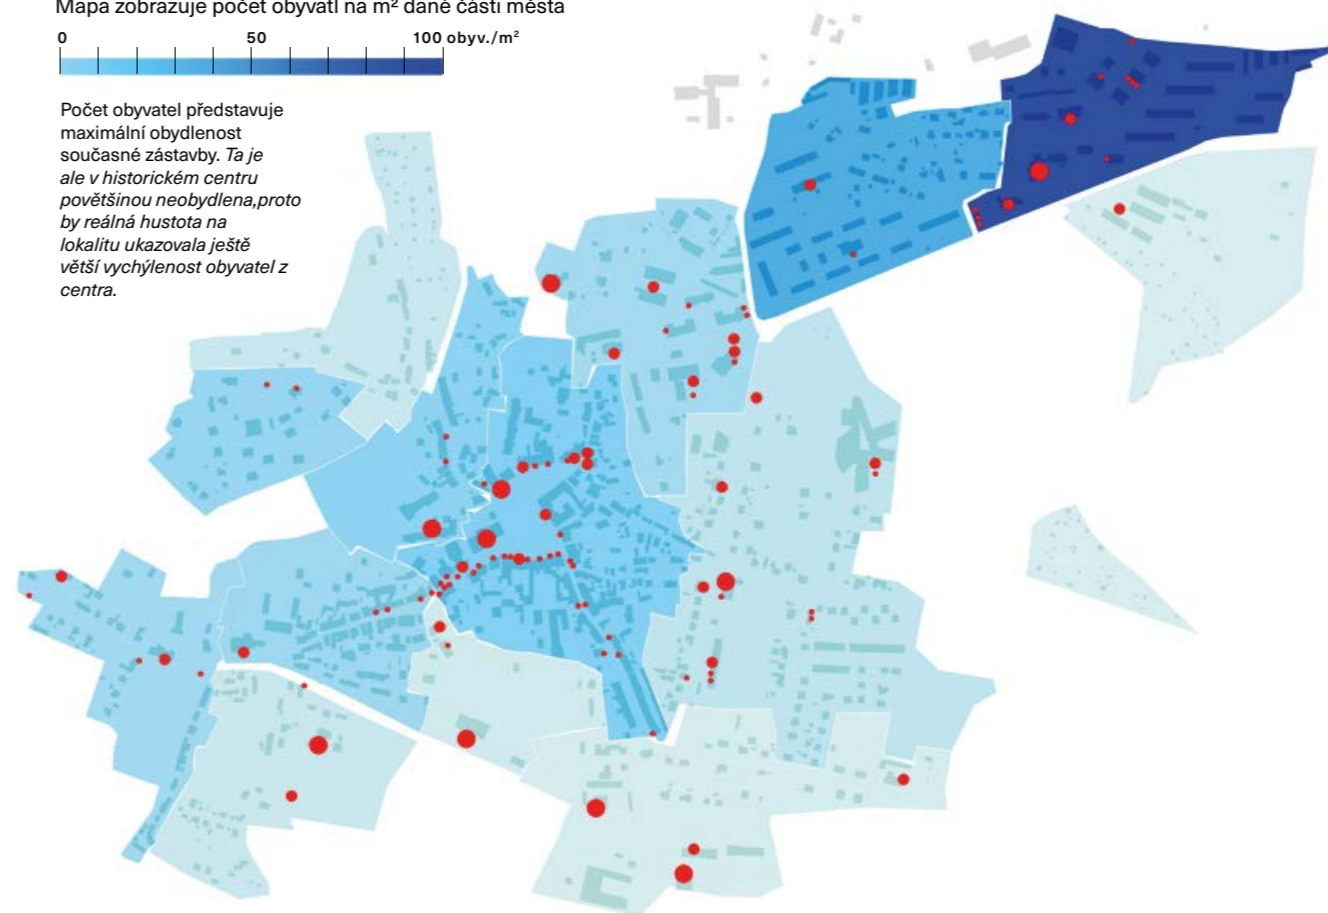 Mapa zobrazuje počet obyvatl na m² dané části města
0 50 100 obyv./m²
Počet obyvatel představuje
maximální obydlenost
současné zástavby. Ta je
ale v historickém centru
povětšinou neobydlena,proto
by reálná hustota na
lokalitu ukazovala ještě
větší vychýlenost obyvatel z
centra.